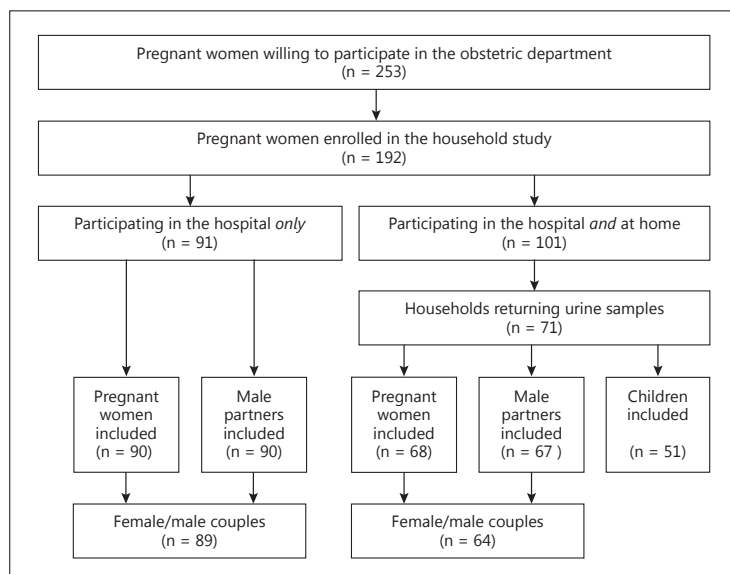 Pregnant women willing to participate in the obstetric department
(n = 253)
Pregnant women enrolled in the household study
(n = 192)
Participating in the hospital only
(n = 91)
Participating in the hospital and at home
(n = 101)
Households returning urine samples
(n = 71)
Pregnant
women
included
(n = 90)
Male
partners
included
(n = 90)
Pregnant
women
included
(n = 68)
Male
partners
included
(n = 67 )
Children
included
(n = 51)
Female/male couples
(n = 89)
Female/male couples
(n = 64)